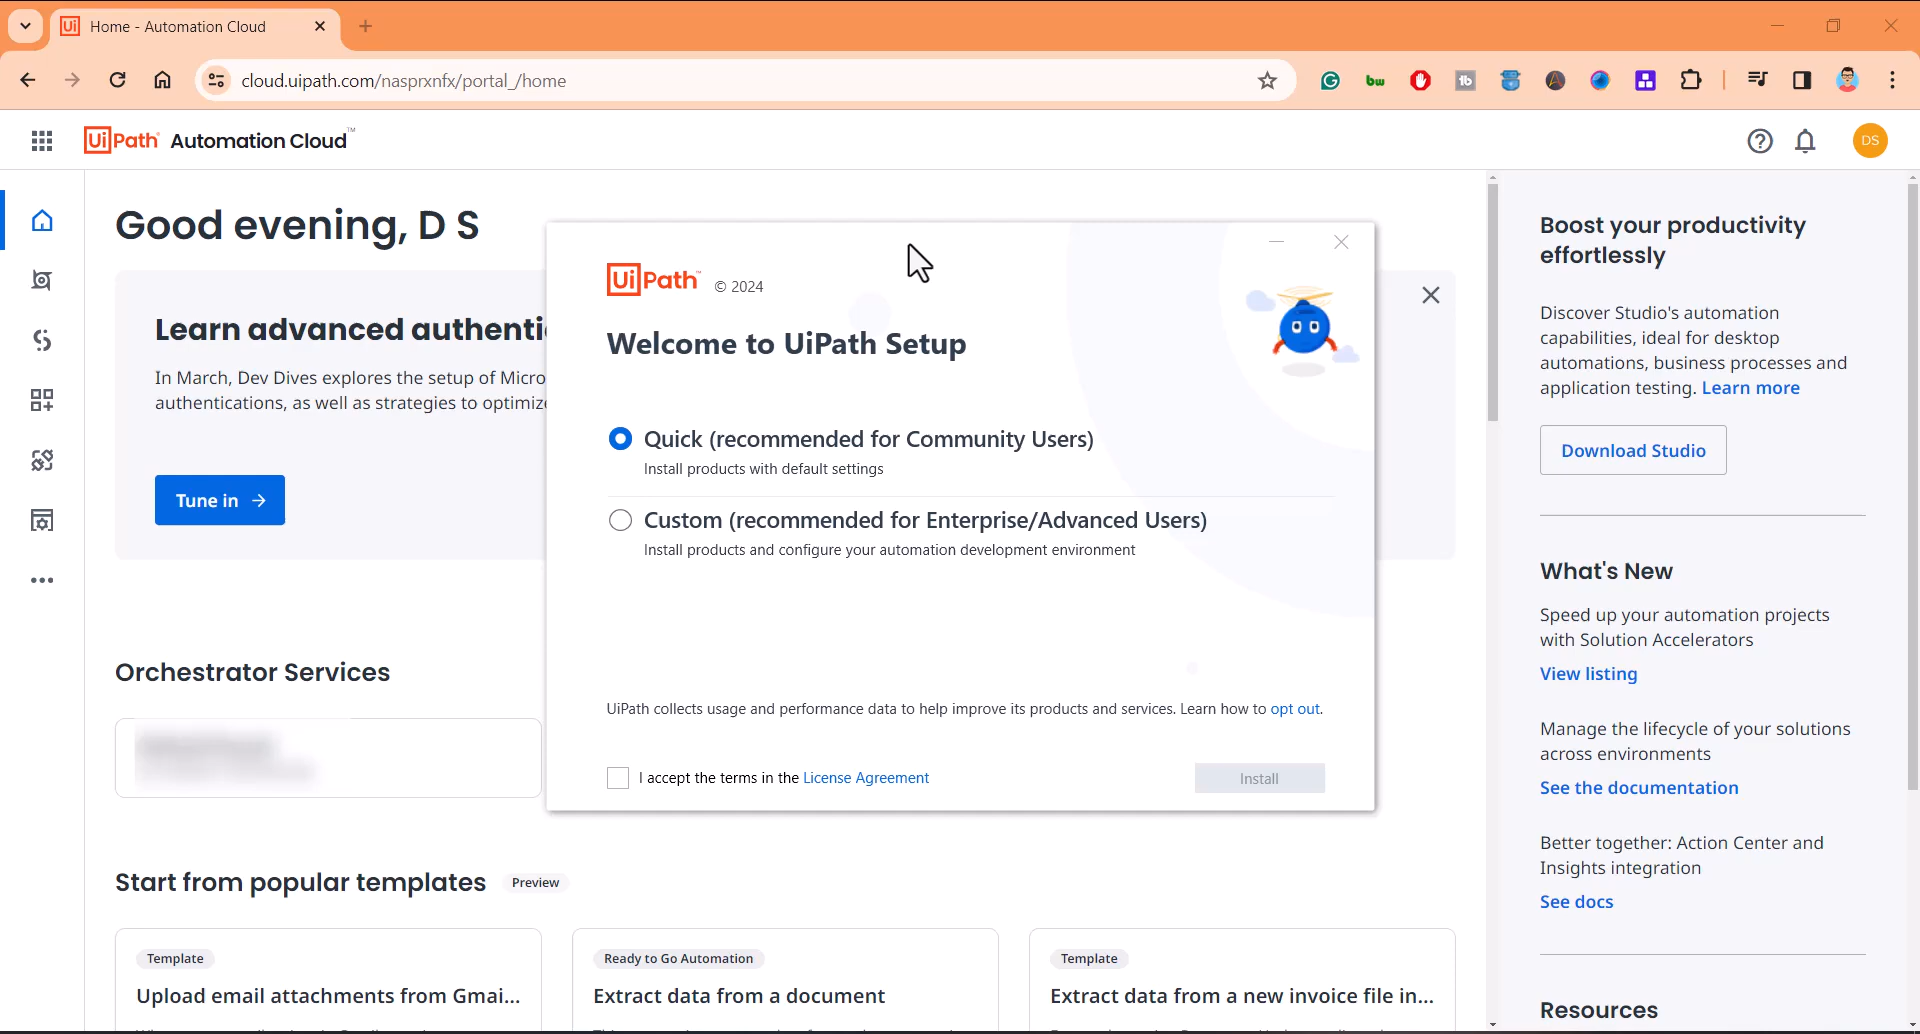 Home - Automation Cloud
cloud.uipath.com/nasprxnfx/portal_/home
UiPath Automation Cloud™
DS
Good evening, D S
Learn advanced authenti
In March, Dev Dives explores the setup of Micro
authentications, as well as strategies to optimize
Tune in
Orchestrator Services
Start from popular templates Preview
Template
Upload email attachments from Gmai...
Ready to Go Automation
Extract data from a document
Template
Extract data from a new invoice file in...
UiPath™ © 2024
Welcome to UiPath Setup
Quick (recommended for Community Users)
Install products with default settings
Custom (recommended for Enterprise/Advanced Users)
Install products and configure your automation development environment
UiPath collects usage and performance data to help improve its products and services. Learn how to opt out.
I accept the terms in the License Agreement
Install
Boost your productivity
effortlessly
Discover Studio's automation
capabilities, ideal for desktop
automations, business processes and
application testing. Learn more
Download Studio
What's New
Speed up your automation projects
with Solution Accelerators
View listing
Manage the lifecycle of your solutions
across environments
See the documentation
Better together: Action Center and
Insights integration
See docs
Resources